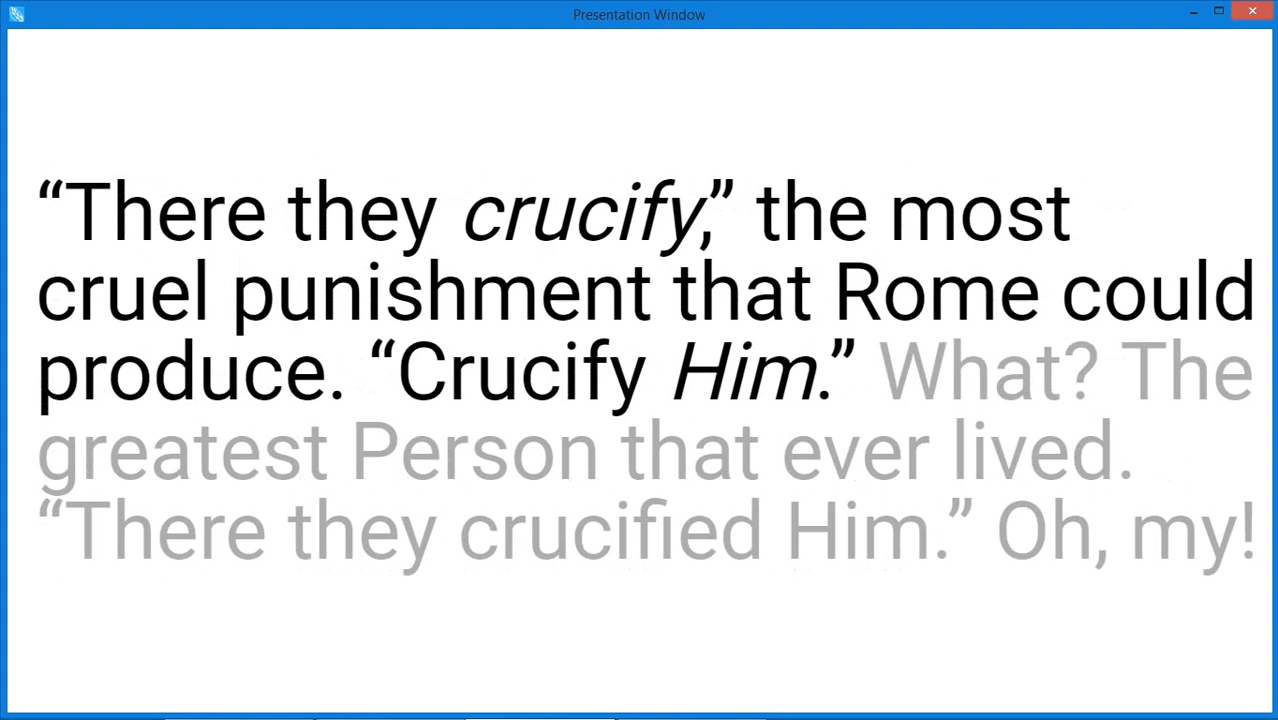 Presentation Window
“There they crucify,” the most
cruel punishment that Rome could
produce. “Crucify Him.” What? The
greatest Person that ever lived.
“There they crucified Him.” Oh, my!